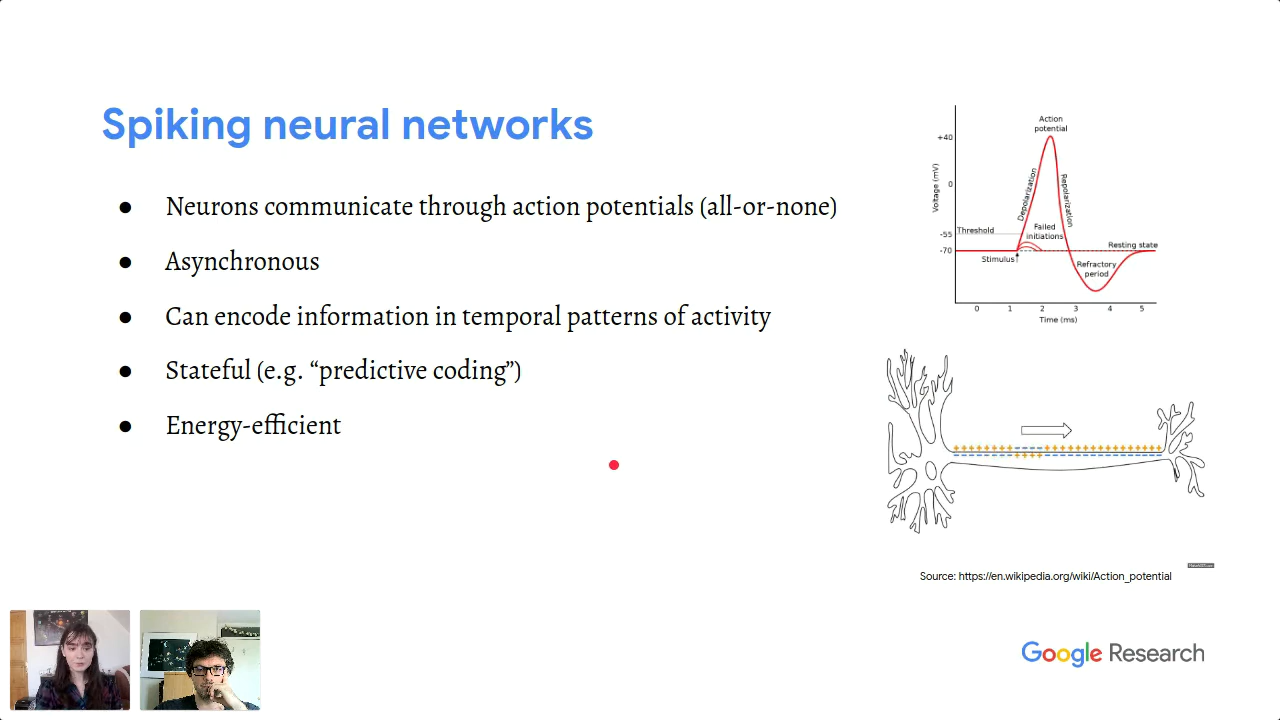 Spiking neural networks
● Neurons communicate through action potentials (all-or-none)
● Asynchronous
● Can encode information in temporal patterns of activity
● Stateful (e.g. “predictive coding”)
● Energy-efficient
Action
potential
+40
Voltage (mV)
0
Depolarization
Repolarization
-55
Threshold
Failed
initiations
-70
Resting state
Stimulus
Refractory
period
0 1 2 3 4 5
Time (ms)
Source: https://en.wikipedia.org/wiki/Action_potential
Google Research